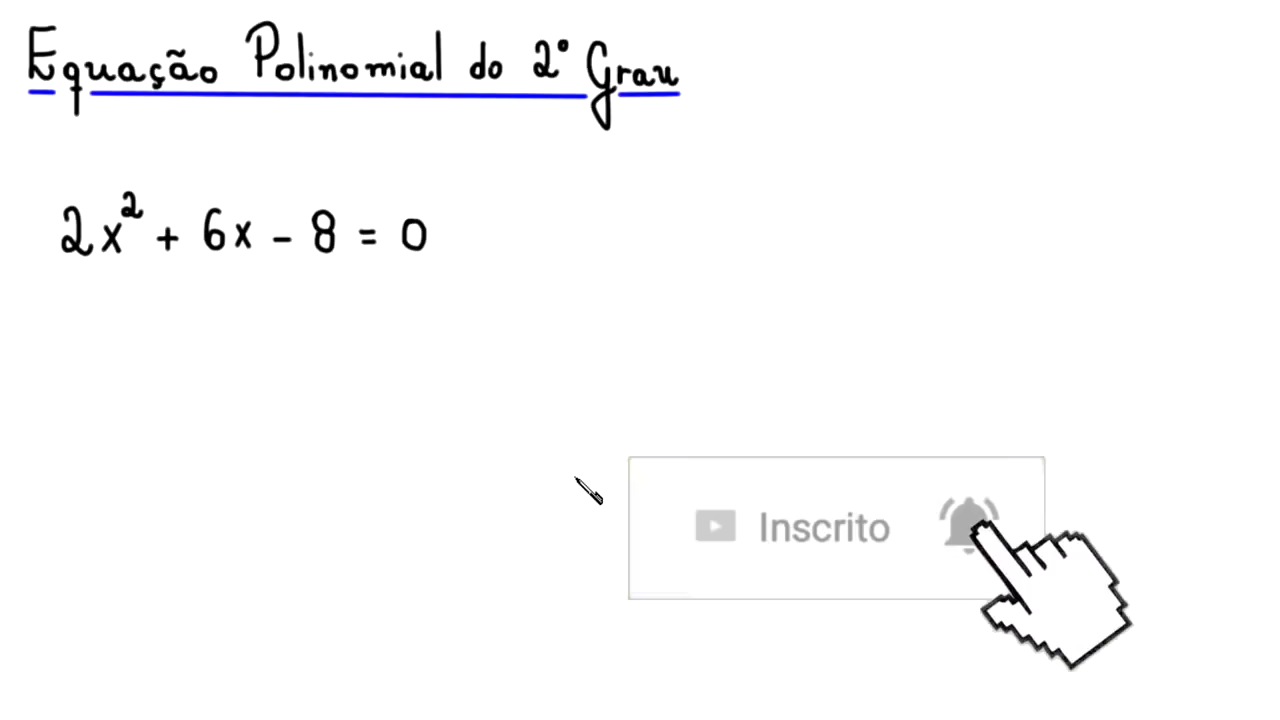 Equação Polinomial do 2º Grau
2x² + 6x - 8 = 0
Inscrito